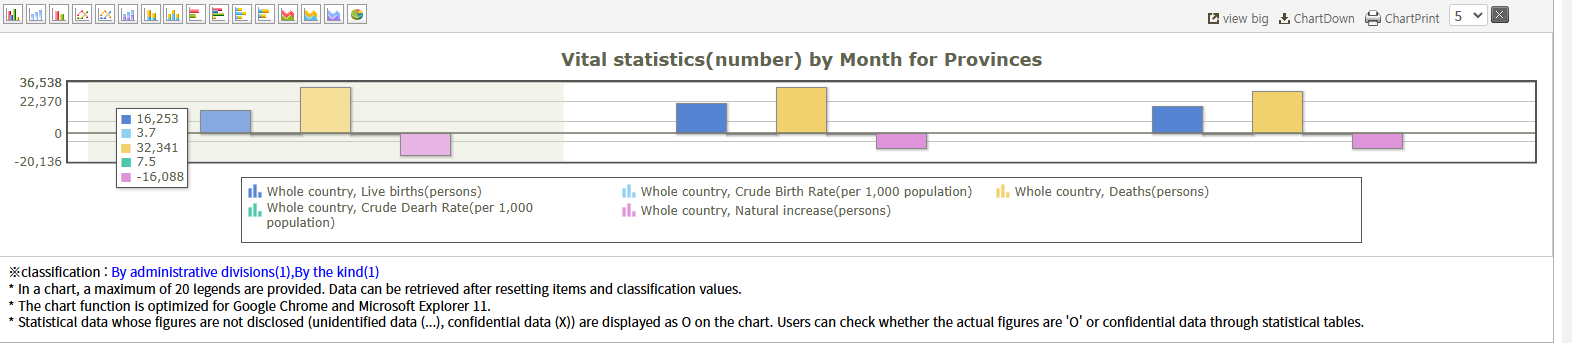 view big ChartDown ChartPrint 5
Vital statistics(number) by Month for Provinces
36,538
22,370
0
-20,136
16,253
3.7
32,341
7.5
-16,088
Whole country, Live births(persons) Whole country, Crude Birth Rate(per 1,000 population) Whole country, Deaths(persons)
Whole country, Crude Dearh Rate(per 1,000
population)
Whole country, Natural increase(persons)
※classification : By administrative divisions(1),By the kind(1)
* In a chart, a maximum of 20 legends are provided. Data can be retrieved after resetting items and classification values.
* The chart function is optimized for Google Chrome and Microsoft Explorer 11.
* Statistical data whose figures are not disclosed (unidentified data (...), confidential data (X)) are displayed as O on the chart. Users can check whether the actual figures are 'O' or confidential data through statistical tables.